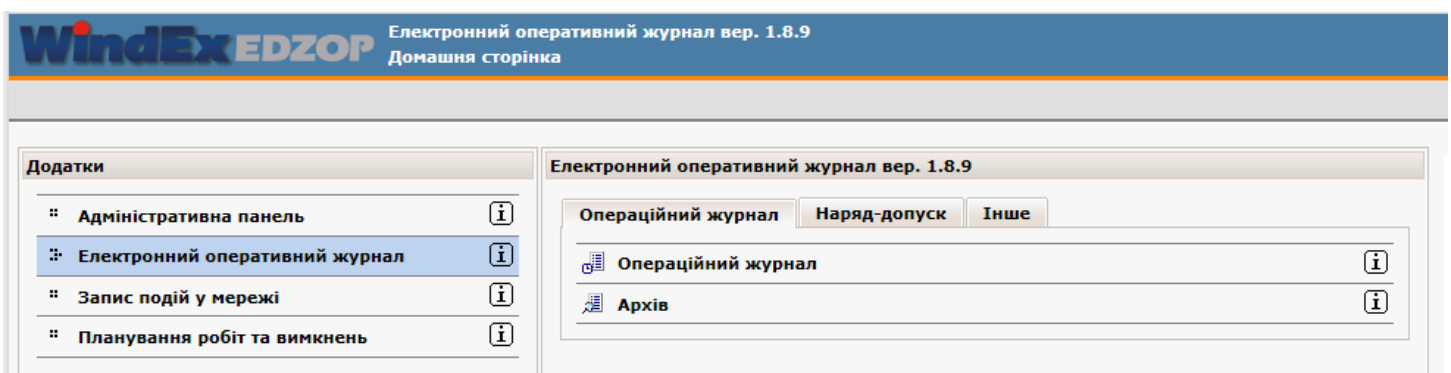 WindEx EDZOP
Електронний оперативний журнал вер. 1.8.9
Домашня сторінка
Додатки
Адміністративна панель
Електронний оперативний журнал
Запис подій у мережі
Планування робіт та вимкнень
Електронний оперативний журнал вер. 1.8.9
Операційний журнал Наряд-допуск Інше
Операційний журнал
Архів